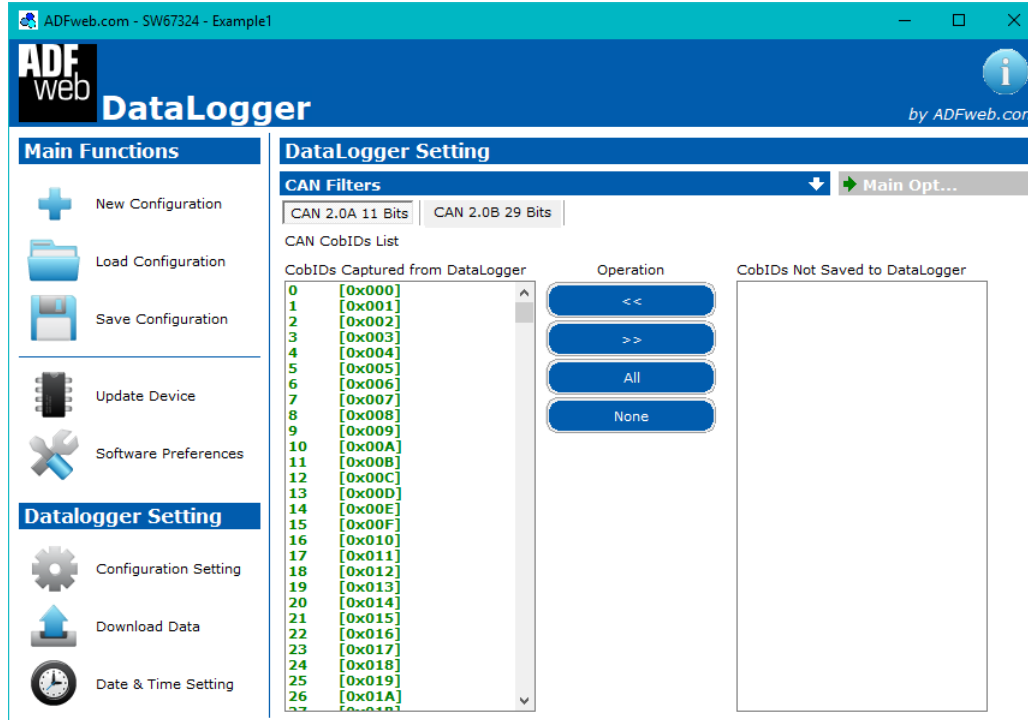 ADFweb.com - SW67324 - Example1
ADF
web
DataLogger
by ADFweb.com
Main Functions
New Configuration
Load Configuration
Save Configuration
Update Device
Software Preferences
Datalogger Setting
Configuration Setting
Download Data
Date & Time Setting
DataLogger Setting
CAN Filters
Main Opt...
CAN 2.0A 11 Bits
CAN 2.0B 29 Bits
CAN CobIDs List
CobIDs Captured from DataLogger
0 [0x000]
1 [0x001]
2 [0x002]
3 [0x003]
4 [0x004]
5 [0x005]
6 [0x006]
7 [0x007]
8 [0x008]
9 [0x009]
10 [0x00A]
11 [0x00B]
12 [0x00C]
13 [0x00D]
14 [0x00E]
15 [0x00F]
16 [0x010]
17 [0x011]
18 [0x012]
19 [0x013]
20 [0x014]
21 [0x015]
22 [0x016]
23 [0x017]
24 [0x018]
25 [0x019]
26 [0x01A]
27 [0x01B]
Operation
<<
>>
All
None
CobIDs Not Saved to DataLogger